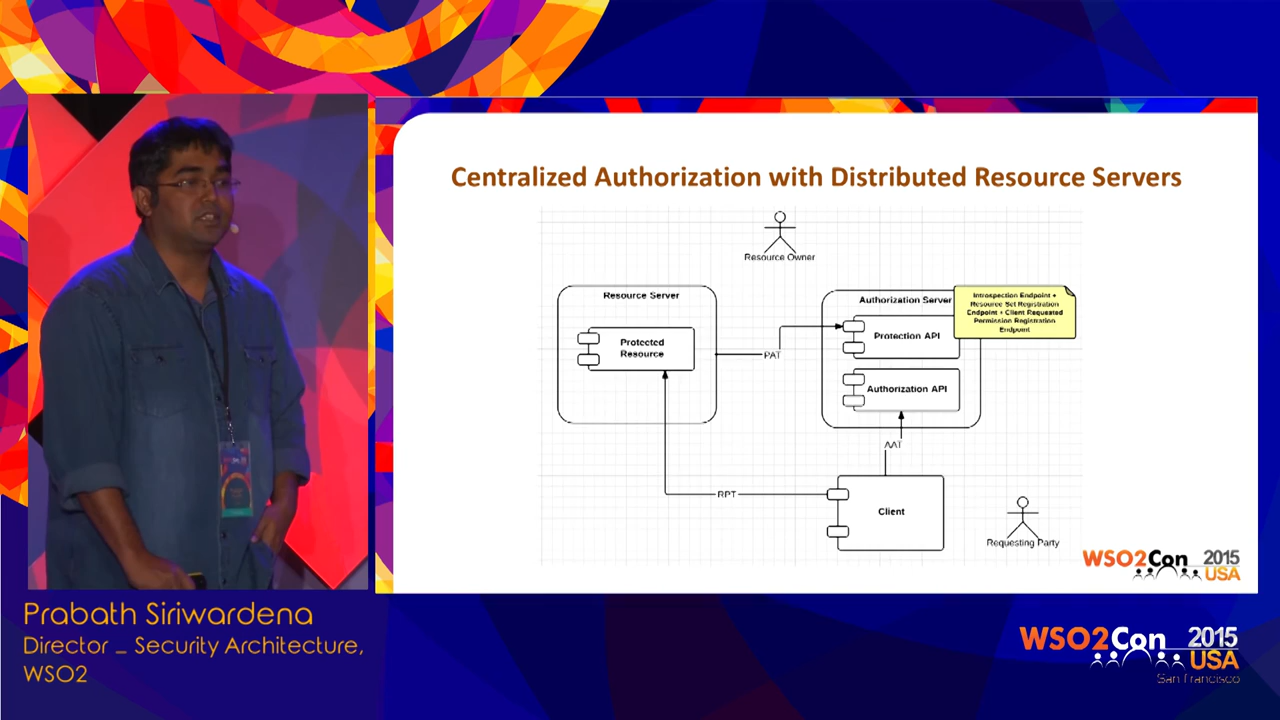 Centralized Authorization with Distributed Resource Servers
Resource Owner
Resource Server
Protected
Resource
PAT
Authorization Server
Protection API
Authorization API
Introspection Endpoint +
Resource Set Registration
Endpoint + Client Requested
Permission Registration
Endpoint
AAT
RPT
Client
Requesting Party
WSO2Con 2015
USA
Prabath Siriwardena
Director _ Security Architecture,
WSO2
WSO2Con 2015
USA
San Francisco